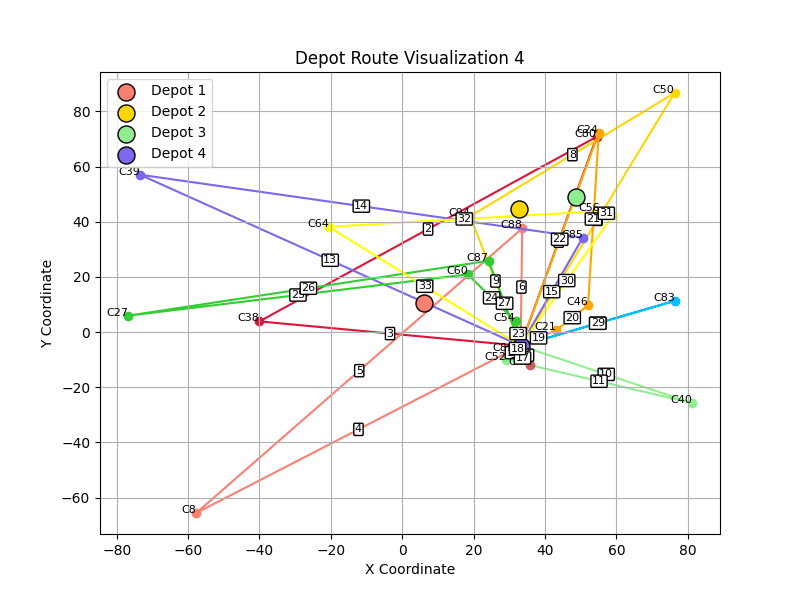 Depot Route Visualization 4
Depot 1
Depot 2
Depot 3
Depot 4
Y Coordinate
80
60
40
20
0
−20
−40
−60
−80
−60
−40
−20
0
20
40
60
80
X Coordinate
C50
C24
C80
8
C39
14
C84
32
C56
31
21
C64
2
C88
C85
22
13
C87
C60
33
9
6
30
26
25
24
27
15
C27
C46
C83
C38
C54
20
29
3
23
C21
19
18
C52
17
5
10
11
C40
4
C8